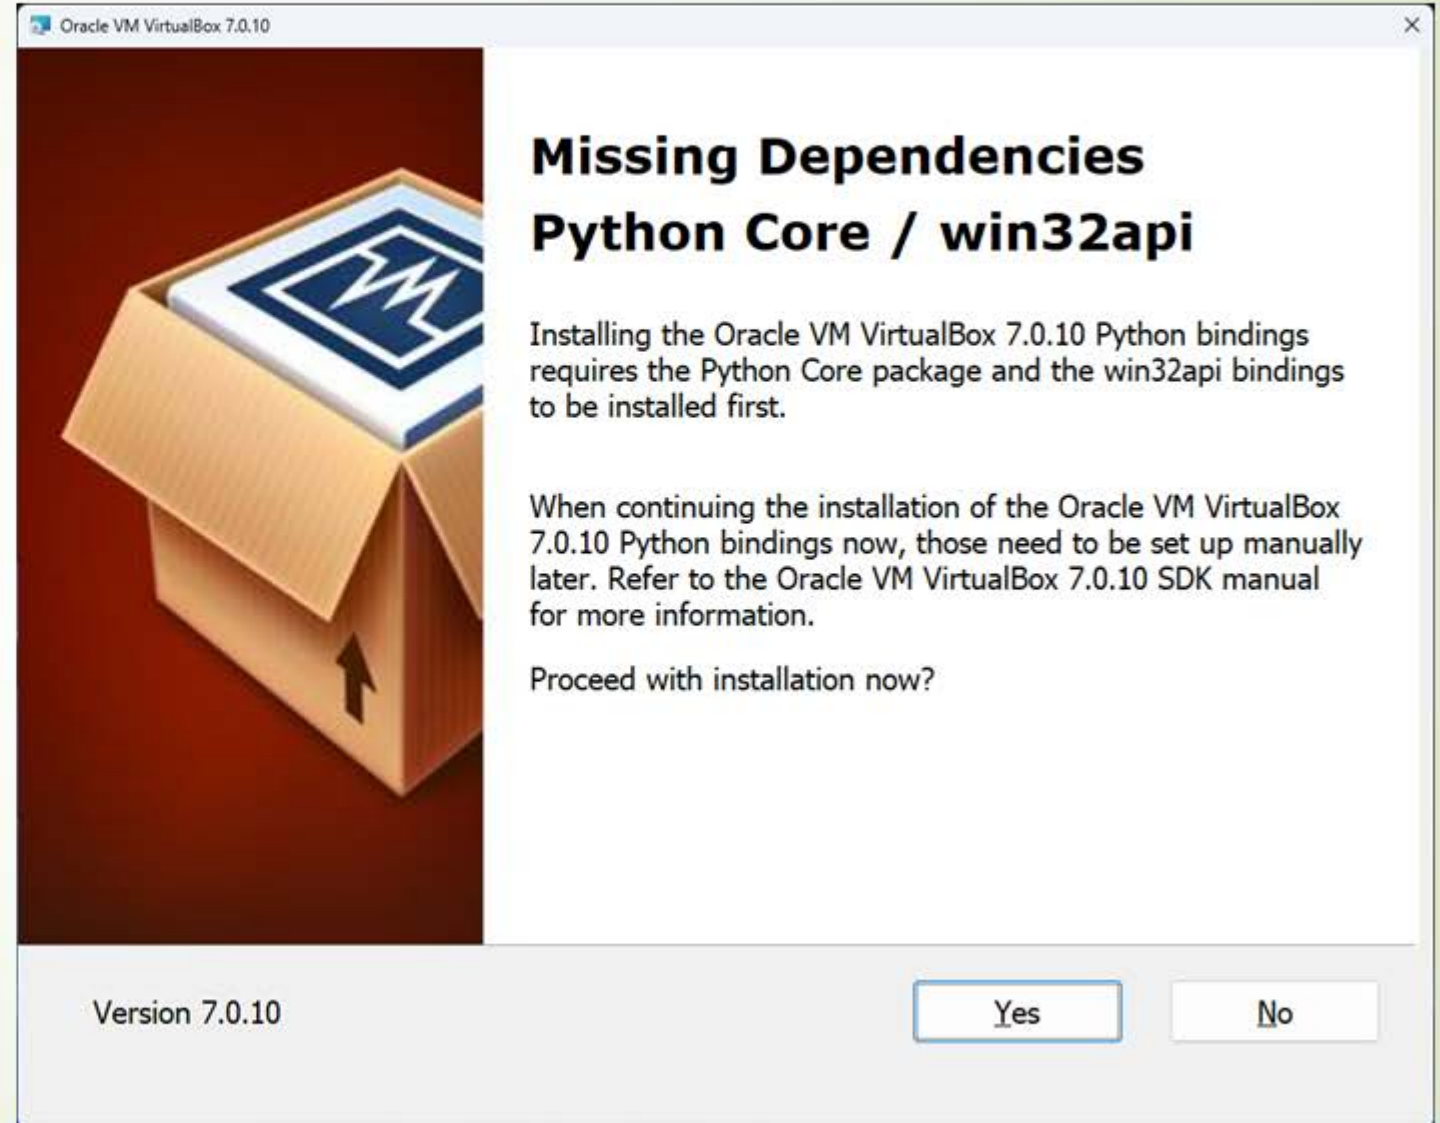 Oracle VM VirtualBox 7.0.10
Missing Dependencies
Python Core / win32api
Installing the Oracle VM VirtualBox 7.0.10 Python bindings
requires the Python Core package and the win32api bindings
to be installed first.
When continuing the installation of the Oracle VM VirtualBox
7.0.10 Python bindings now, those need to be set up manually
later. Refer to the Oracle VM VirtualBox 7.0.10 SDK manual
for more information.
Proceed with installation now?
Version 7.0.10
Yes
No